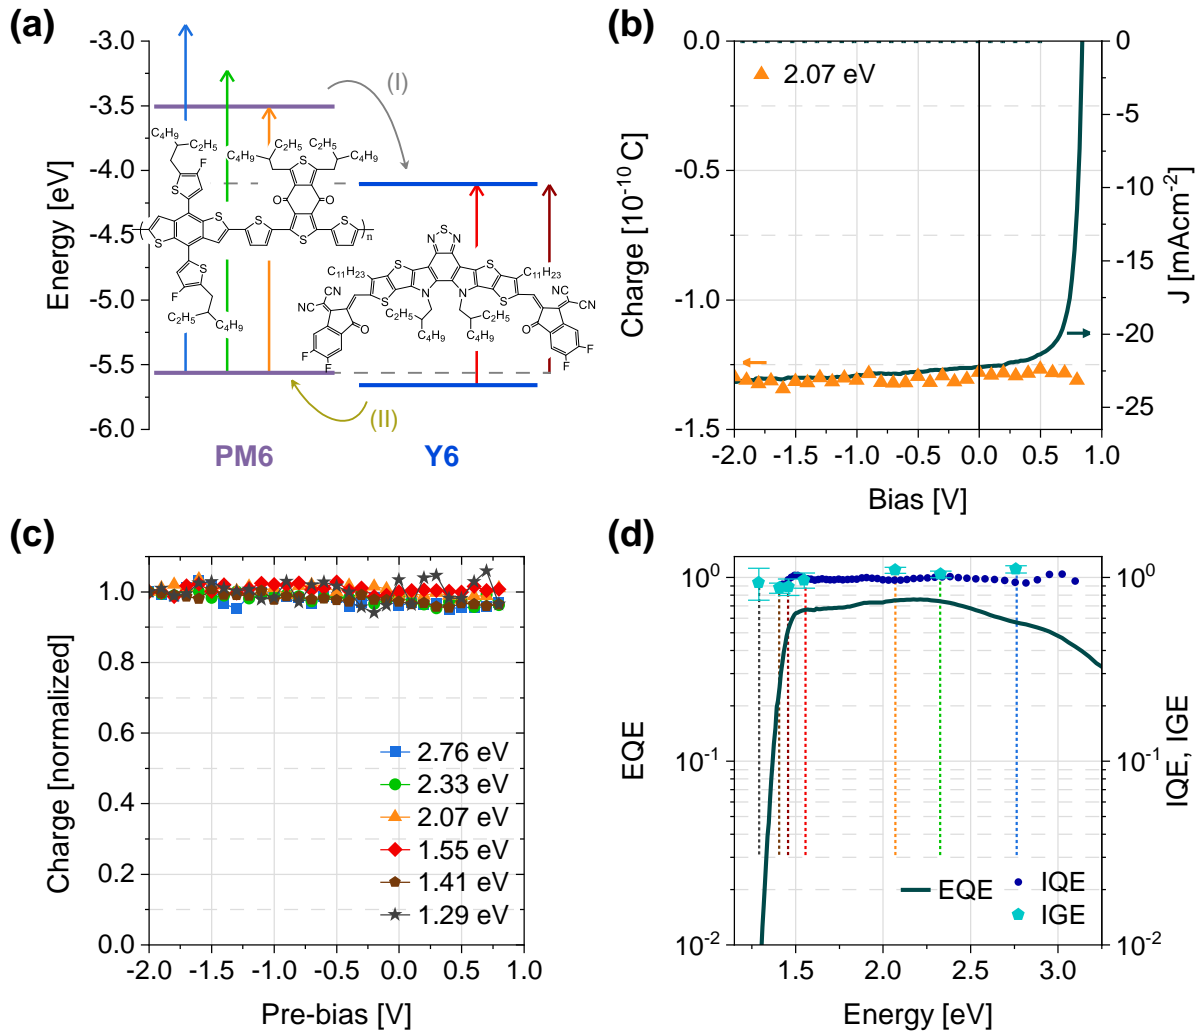 (a)
-3.0
-3.5
-4.0
-4.5
-5.0
-5.5
-6.0
Energy [eV]
(I)
(II)
C4H9
C2H5
F
S
S
S
S
F
C2H5
C4H9
C2H5
C2H5
C4H9
C4H9
S
O
O
S
S
S
n
S
N
N
C11H23
C11H23
S
S
S
S
N
N
NC
CN
CN
CN
O
O
C2H5
C2H5
C4H9
C4H9
F
F
F
F
PM6
Y6
(b)
0.0
-0.5
-1.0
-1.5
Charge [10-10 C]
2.07 eV
0
-5
-10
-15
-20
-25
J [mAcm-2]
-2.0 -1.5 -1.0 -0.5 0.0 0.5 1.0
Bias [V]
(c)
1.0
0.8
0.6
0.4
0.2
0.0
Charge [normalized]
2.76 eV
2.33 eV
2.07 eV
1.55 eV
1.41 eV
1.29 eV
-2.0 -1.5 -1.0 -0.5 0.0 0.5 1.0
Pre-bias [V]
(d)
100
10-1
10-2
EQE
EQE
IQE
IGE
100
10-1
10-2
IQE, IGE
1.5 2.0 2.5 3.0
Energy [eV]